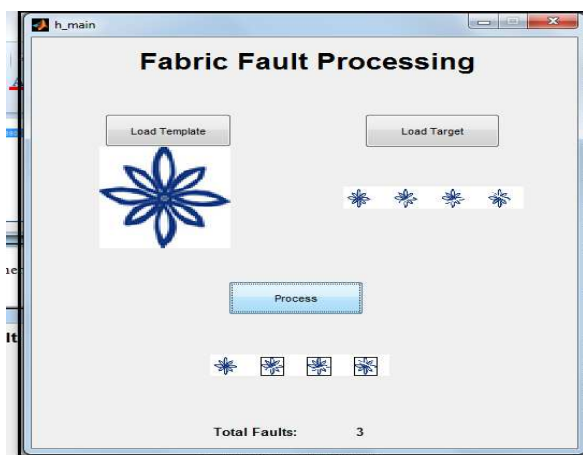 h_main
Fabric Fault Processing
Load Template
Load Target
Process
Total Faults: 3